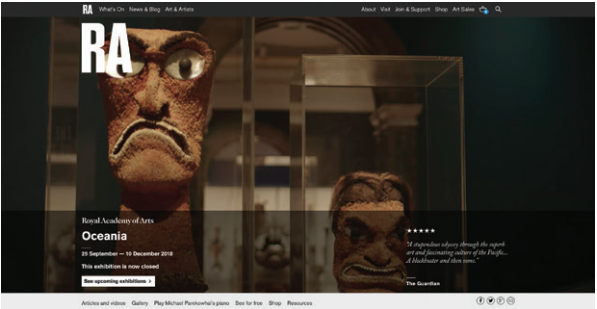 RA What's On News & Blog Art & Artists About Visit Join & Support Shop Art Sales
RA
Royal Academy of Arts
Oceania
29 September — 10 December 2018
This exhibition is now closed
See upcoming exhibitions >
★★★★★
"A stupendous odyssey through the superb
art and fascinating culture of the Pacific...
A blockbuster and then some."
—
The Guardian
Articles and videos Gallery Play Michael Parekowhai's piano See for free Shop Resources